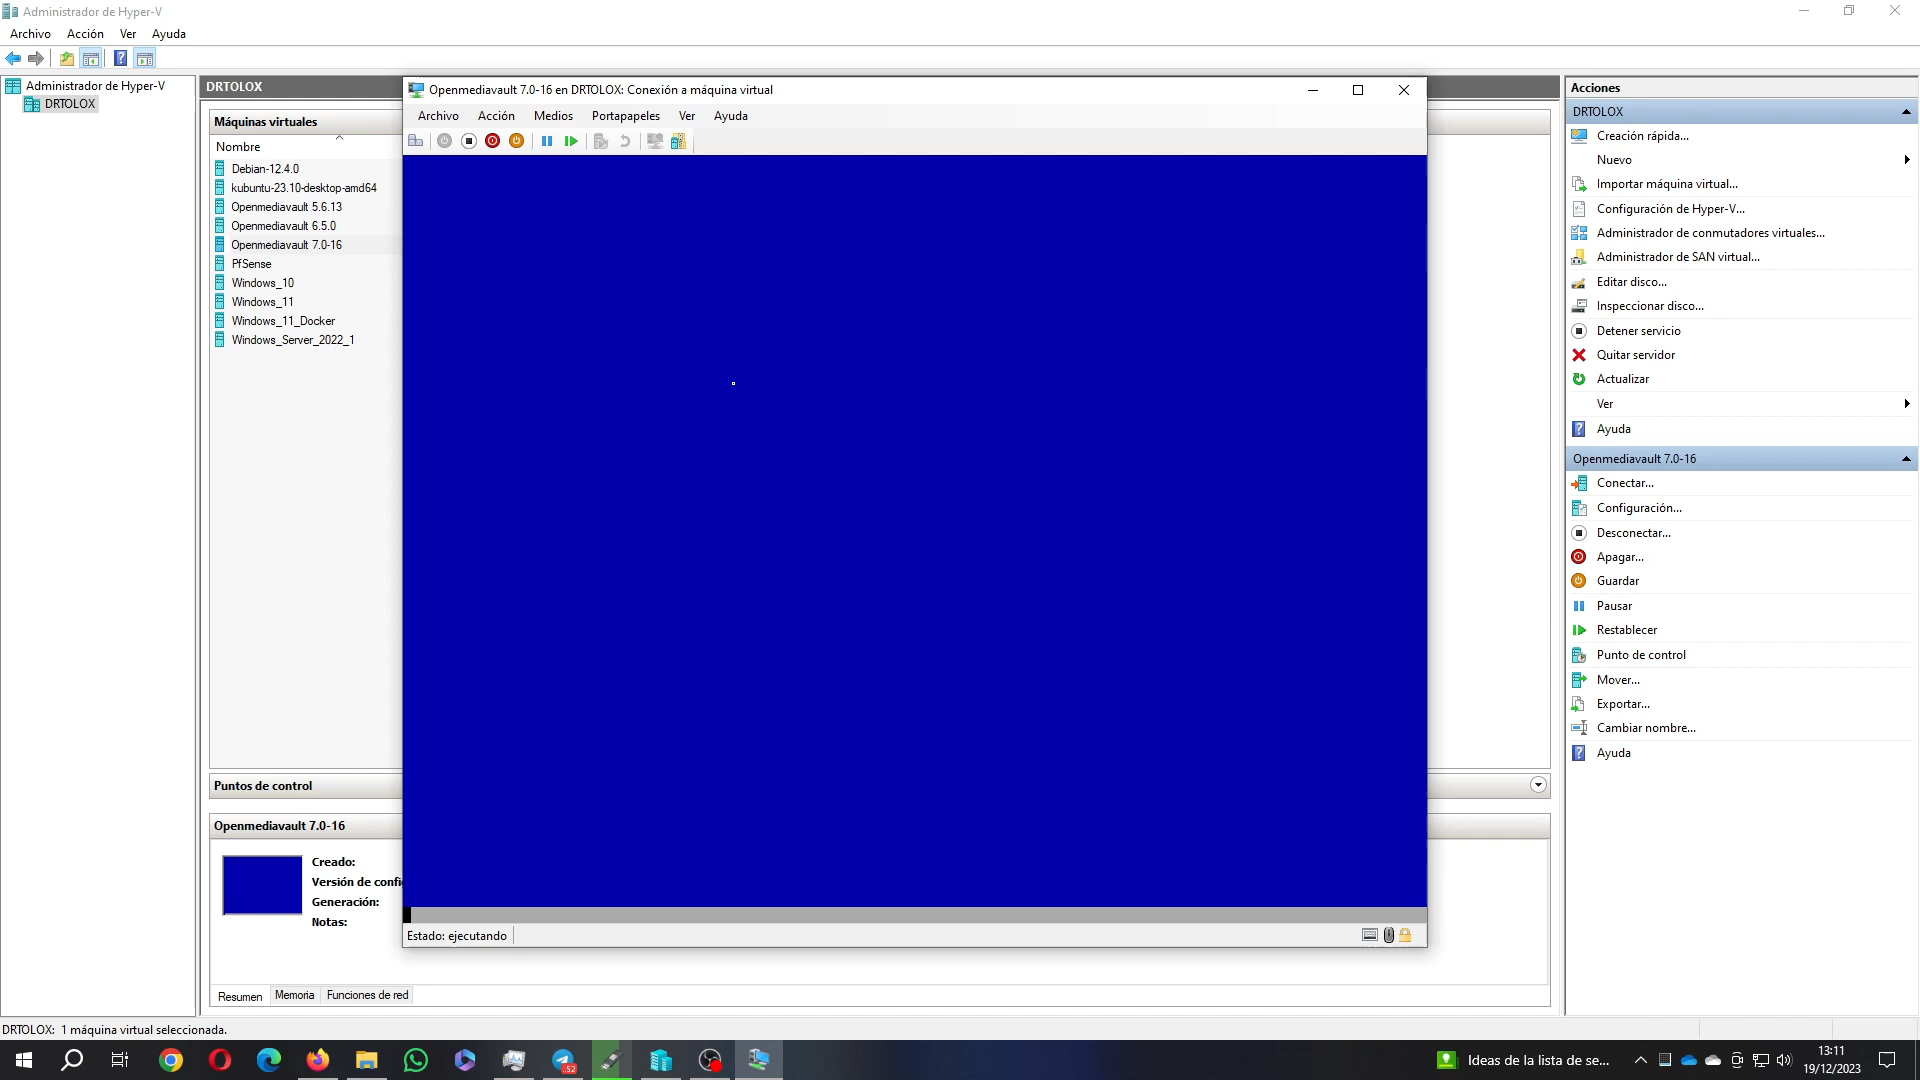 Administrador de Hyper-V
Archivo Acción Ver Ayuda
Administrador de Hyper-V
DRTOLOX
DRTOLOX
Máquinas virtuales
Nombre
Debian-12.4.0
kubuntu-23.10-desktop-amd64
Openmediavault 5.6.13
Openmediavault 6.5.0
Openmediavault 7.0-16
PfSense
Windows_10
Windows_11
Windows_11_Docker
Windows_Server_2022_1
Puntos de control
Openmediavault 7.0-16
Creado:
Versión de confi
Generación:
Notas:
Resumen Memoria Funciones de red
Openmediavault 7.0-16 en DRTOLOX: Conexión a máquina virtual
Archivo Acción Medios Portapapeles Ver Ayuda
Estado: ejecutando
Acciones
DRTOLOX
Creación rápida...
Nuevo
Importar máquina virtual...
Configuración de Hyper-V...
Administrador de conmutadores virtuales...
Administrador de SAN virtual...
Editar disco...
Inspeccionar disco...
Detener servicio
Quitar servidor
Actualizar
Ver
Ayuda
Openmediavault 7.0-16
Conectar...
Configuración...
Desconectar...
Apagar...
Guardar
Pausar
Restablecer
Punto de control
Mover...
Exportar...
Cambiar nombre...
Ayuda
DRTOLOX: 1 máquina virtual seleccionada.
52
Ideas de la lista de se...
13:11
19/12/2023